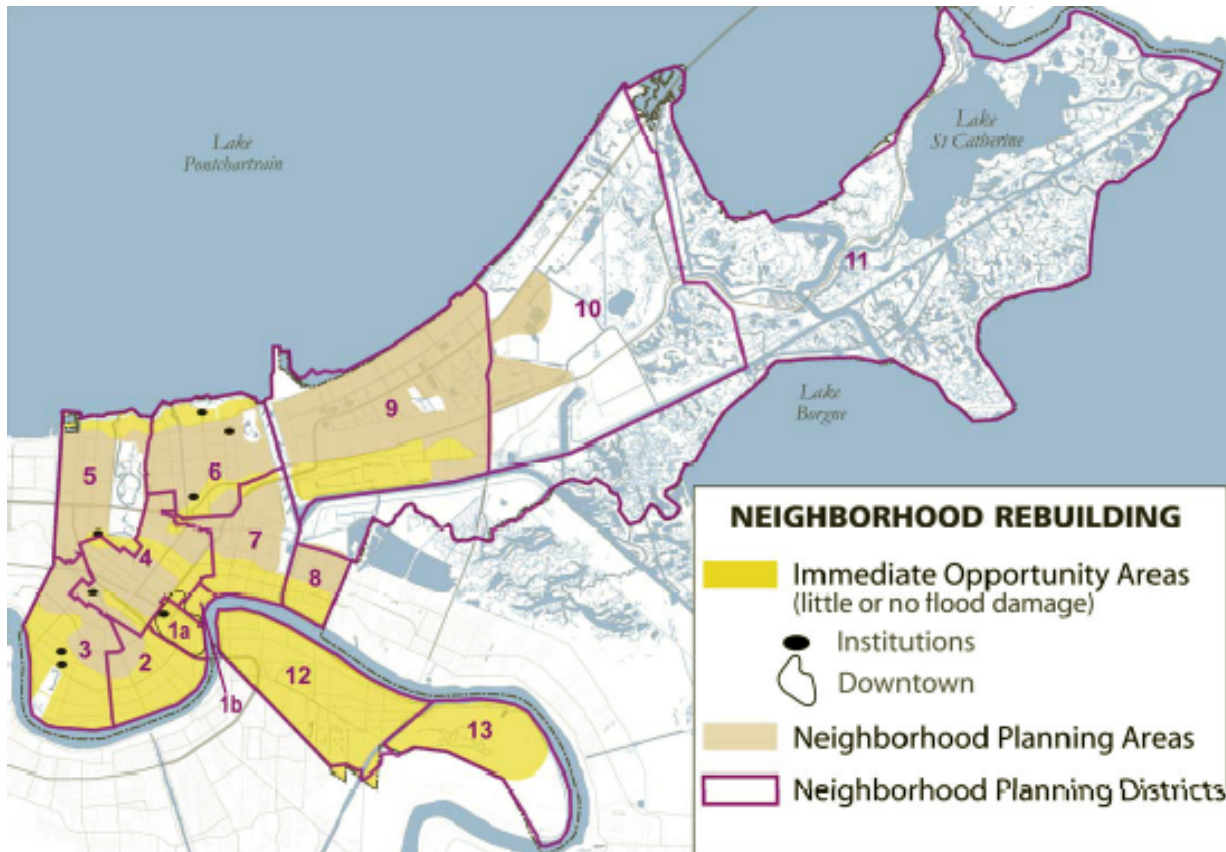 Lake
Pontchartrain
Lake
St Catherine
11
10
Lake
Borgne
9
5
6
7
4
8
1a
3
2
12
1b
13
NEIGHBORHOOD REBUILDING
Immediate Opportunity Areas
(little or no flood damage)
Institutions
Downtown
Neighborhood Planning Areas
Neighborhood Planning Districts